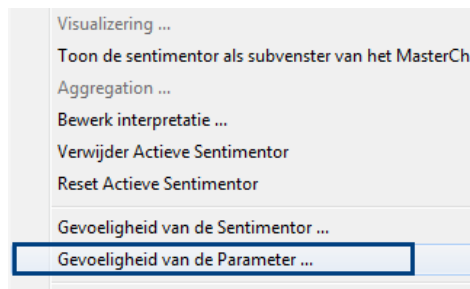 Visualizering ...
Toon de sentimentor als subvenster van het MasterCh
Aggregation ...
Bewerk interpretatie ...
Verwijder Actieve Sentimentor
Reset Actieve Sentimentor
Gevoeligheid van de Sentimentor ...
Gevoeligheid van de Parameter ...